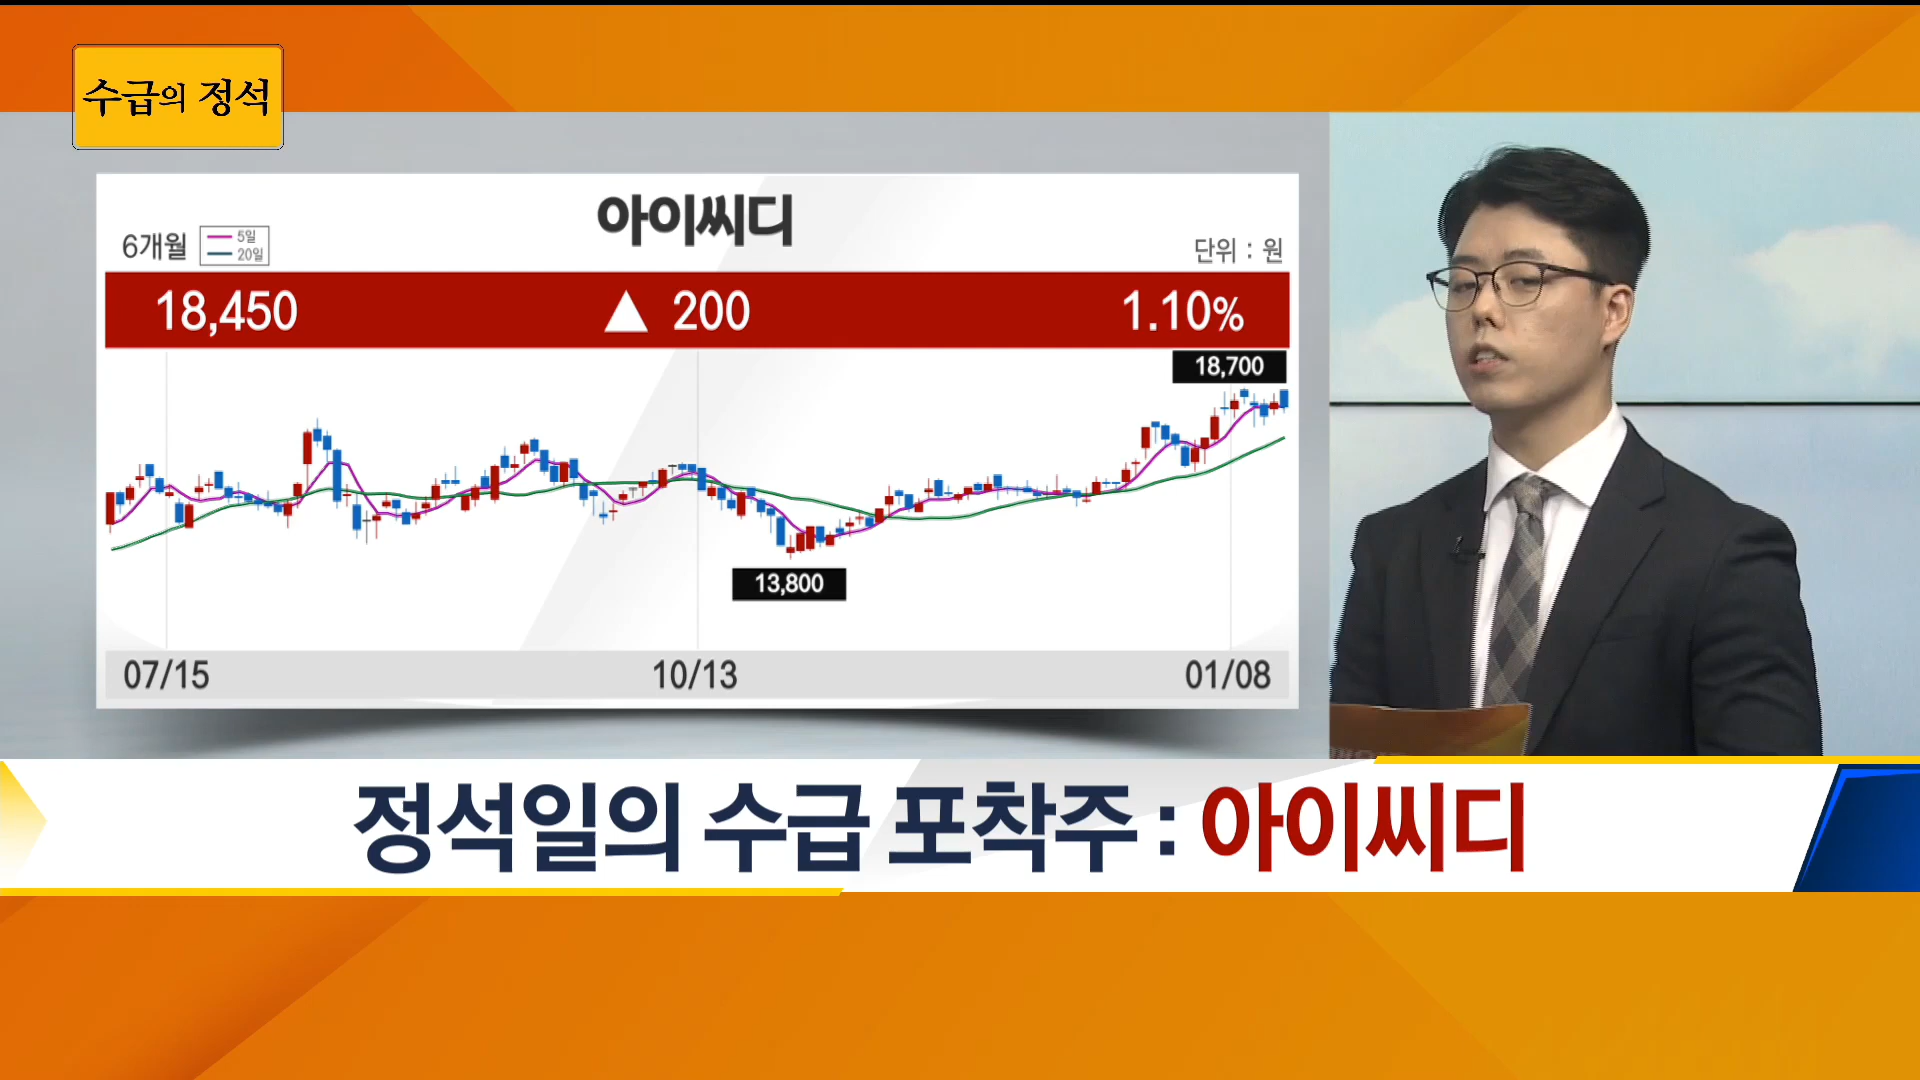 수급의 정석
아이씨디
6개월
5일
20일
단위 : 원
18,450 ▲ 200 1.10%
18,700
13,800
07/15 10/13 01/08
정석일의 수급 포착주 : 아이씨디